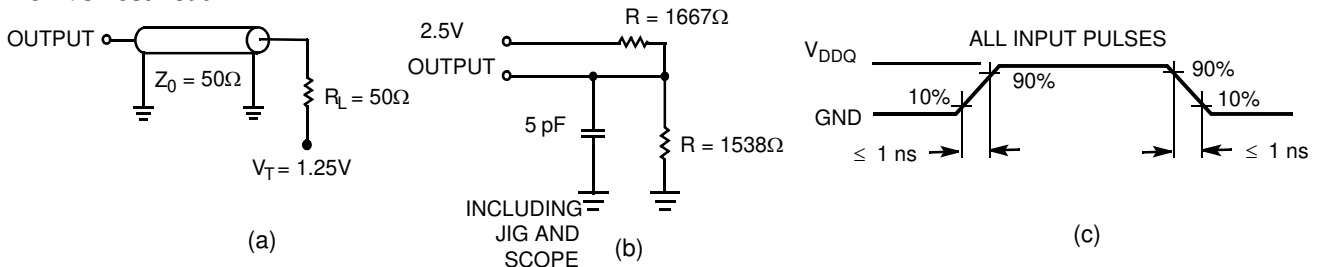 OUTPUT
Z0 = 50Ω
RL = 50Ω
VT = 1.25V
(a)
R = 1667Ω
2.5V
OUTPUT
5 pF
R = 1538Ω
INCLUDING
JIG AND
SCOPE
(b)
ALL INPUT PULSES
VDDQ
90%
90%
10%
10%
GND
≤ 1 ns
≤ 1 ns
(c)